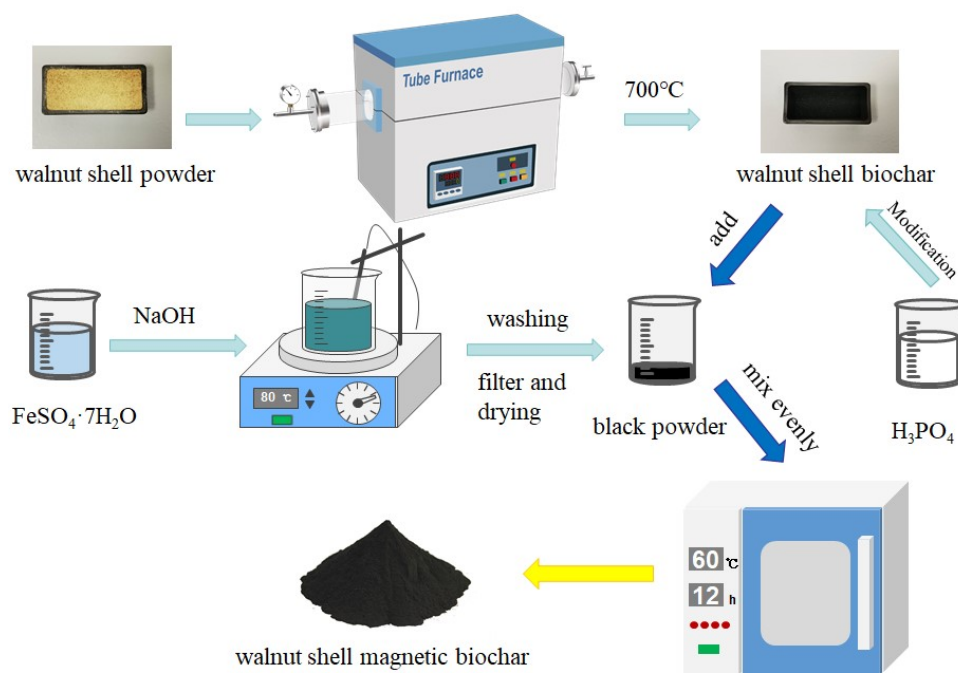 Tube Furnace
700°C
walnut shell powder
walnut shell biochar
add
Modification
NaOH
washing
filter and
drying
80 ℃
FeSO₄·7H₂O
black powder
mix evenly
H₃PO₄
60 ℃
12 h
walnut shell magnetic biochar